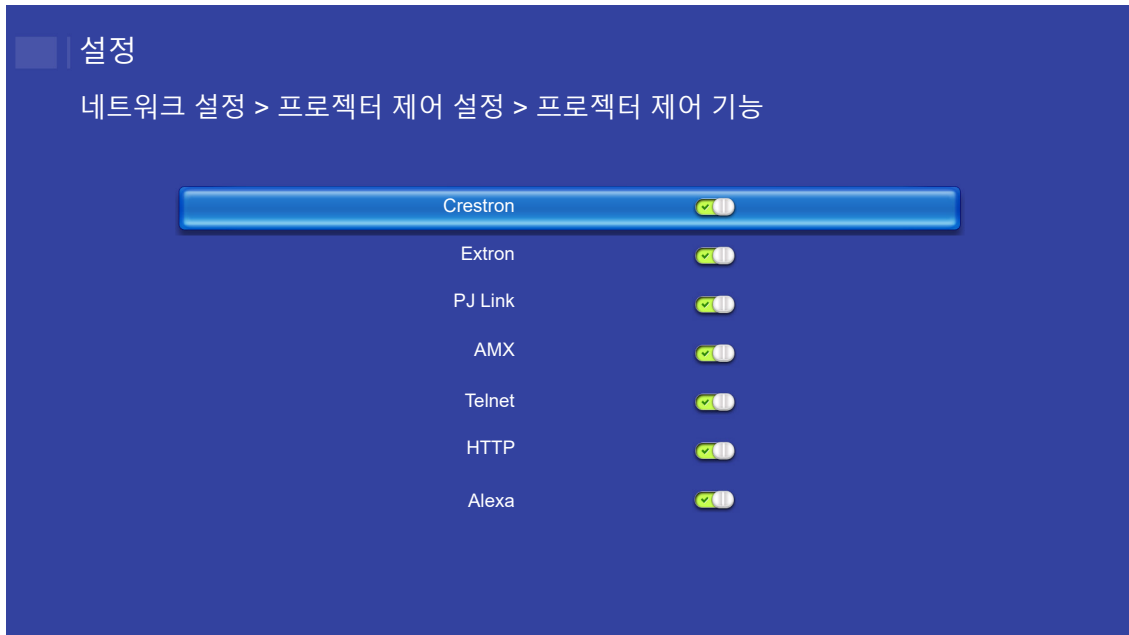 설정
네트워크 설정 > 프로젝터 제어 설정 > 프로젝터 제어 기능
Crestron
Extron
PJ Link
AMX
Telnet
HTTP
Alexa